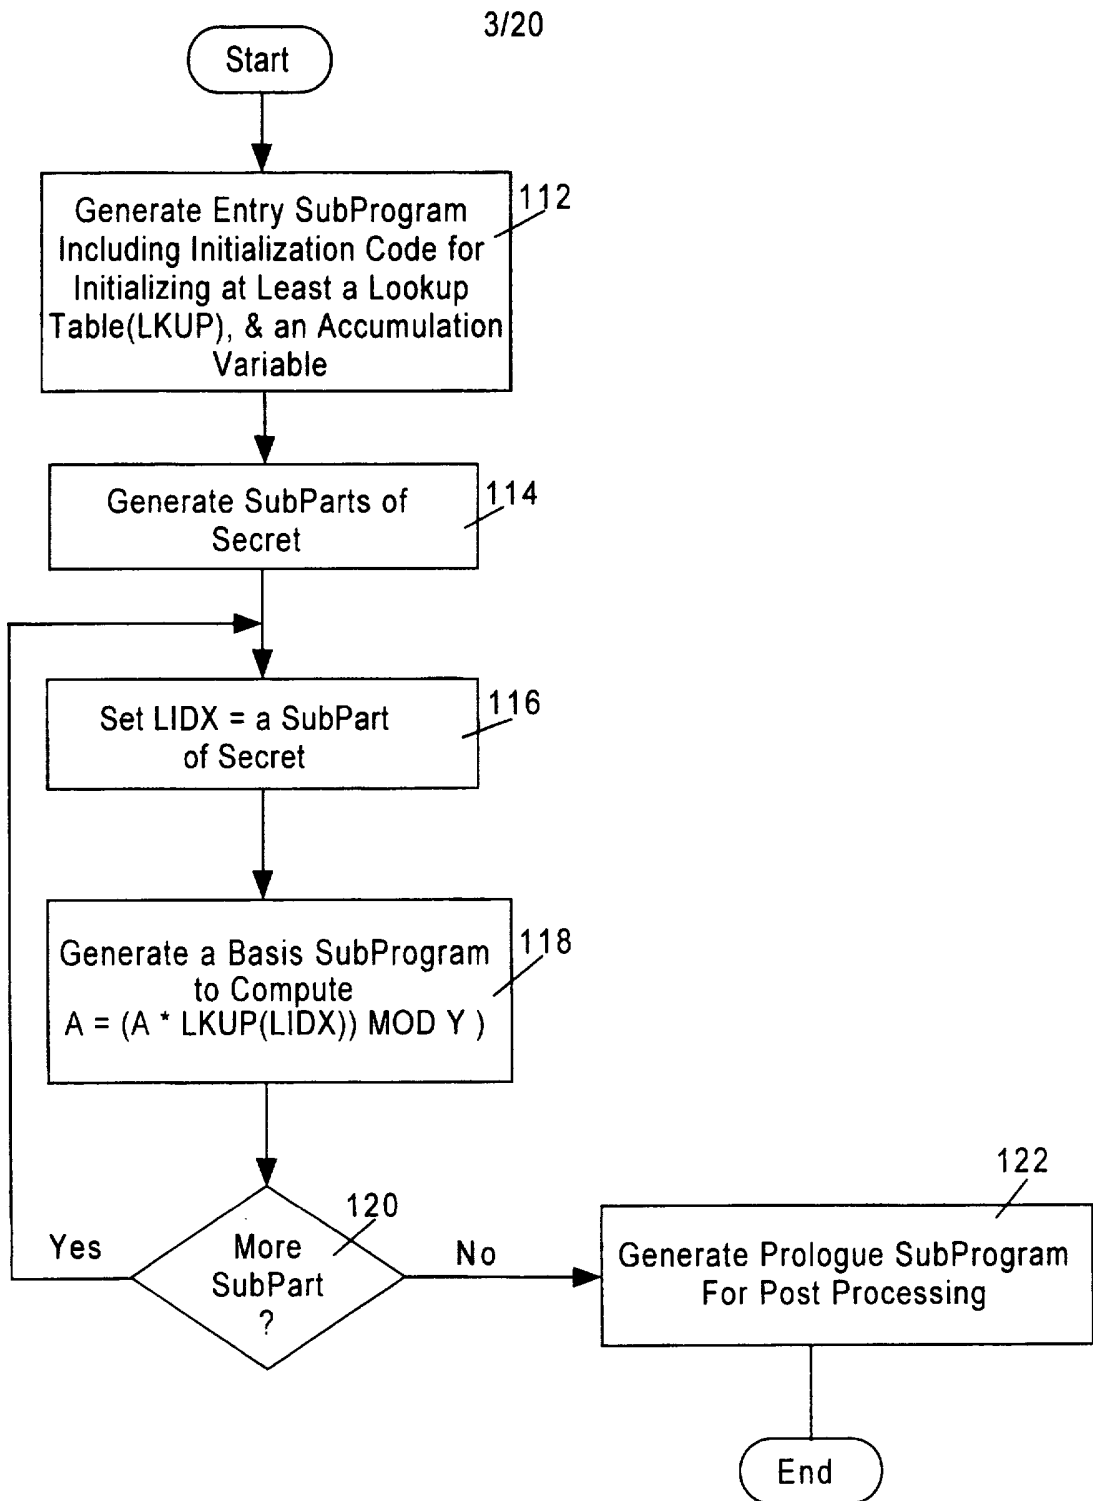 3/20
Start
112
Generate Entry SubProgram
Including Initialization Code for
Initializing at Least a Lookup
Table(LKUP), & an Accumulation
Variable
114
Generate SubParts of
Secret
116
Set LIDX = a SubPart
of Secret
118
Generate a Basis SubProgram
to Compute
A = (A * LKUP(LIDX)) MOD Y )
120
Yes
More
SubPart
?
No
122
Generate Prologue SubProgram
For Post Processing
End